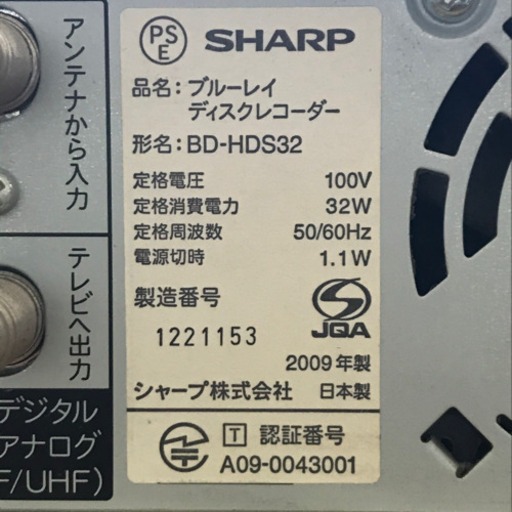 アンテナから入力
テレビへ出力
デジタル
アナログ
F/UHF)
PSE
SHARP
品名:ブルーレイ
ディスクレコーダー
形名:BD-HDS32
定格電圧 100V
定格消費電力 32W
定格周波数 50/60Hz
電源切時 1.1W
製造番号
1221153
JQA
2009年製
シャープ株式会社 日本製
T 認証番号
A09-0043001